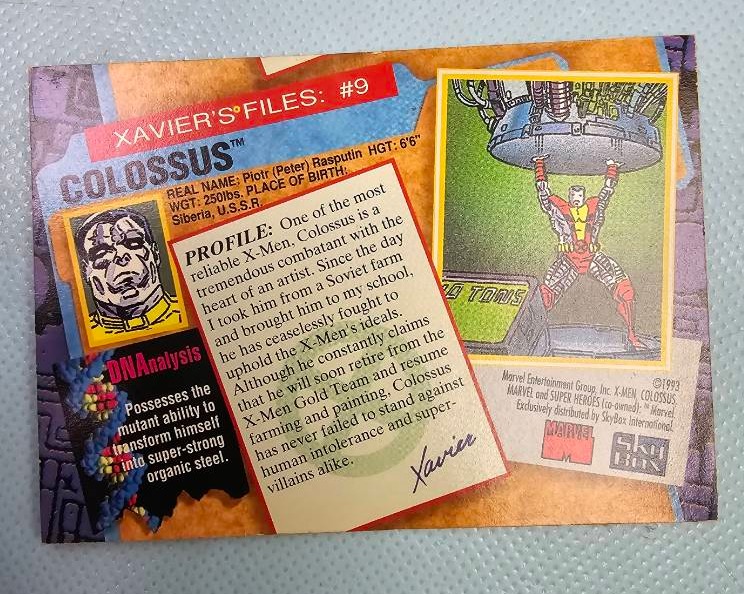 XAVIER'S FILES: #9
COLOSSUS™
REAL NAME: Piotr (Peter) Rasputin HGT: 6'6"
WGT: 250lbs. PLACE OF BIRTH:
Siberia, U.S.S.R.
PROFILE: One of the most
reliable X-Men, Colossus is a
tremendous combatant with the
heart of an artist. Since the day
I took him from a Soviet farm
and brought him to my school,
he has ceaselessly fought to
uphold the X-Men's ideals.
Although he constantly claims
that he will soon retire from the
X-Men Gold Team and resume
farming and painting, Colossus
has never failed to stand against
human intolerance and super-
villains alike.
Xavier
DNAnalysis
Possesses the
mutant ability to
transform himself
into super-strong
organic steel.
TONS
©1993
Marvel Entertainment Group, Inc. X-MEN, COLOSSUS,
MARVEL and SUPER HEROES (co-owned): ™ Marvel.
Exclusively distributed by SkyBox International.
MARVEL
SKY
BOX